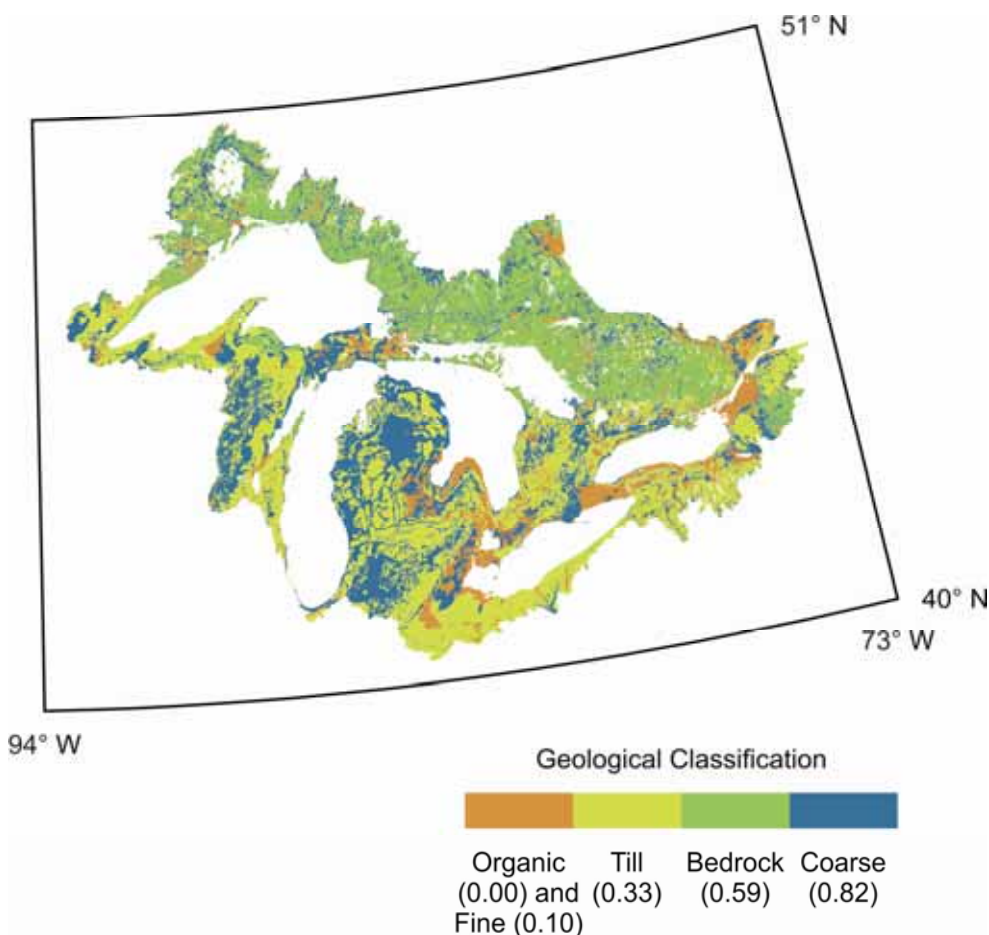 51° N
40° N
73° W
94° W
Geological Classification
Organic
(0.00) and
Fine (0.10)
Till
(0.33)
Bedrock
(0.59)
Coarse
(0.82)